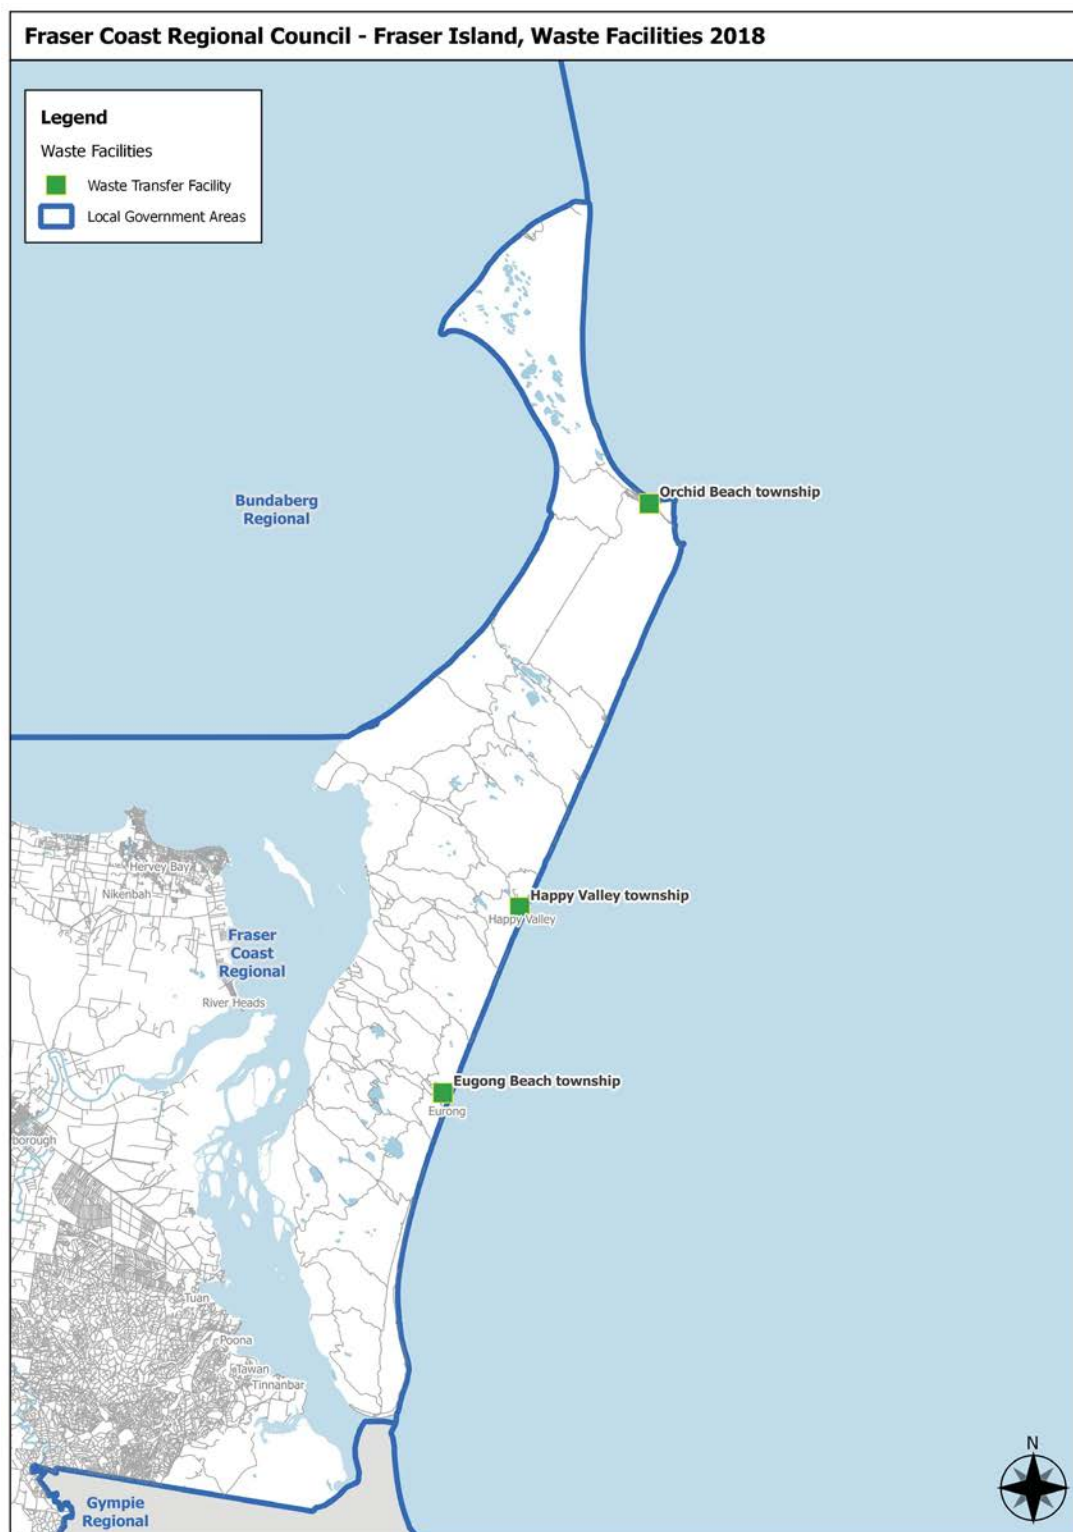 Fraser Coast Regional Council - Fraser Island, Waste Facilities 2018
Legend
Waste Facilities
Waste Transfer Facility
Local Government Areas
Orchid Beach township
Bundaberg
Regional
Hervey Bay
Nikenbah
Happy Valley township
Happy Valley
Fraser
Coast
Regional
River Heads
Eugong Beach township
Eurong
borough
Tuan
Poona
Tawan
Tinnanbar
N
Gympie
Regional